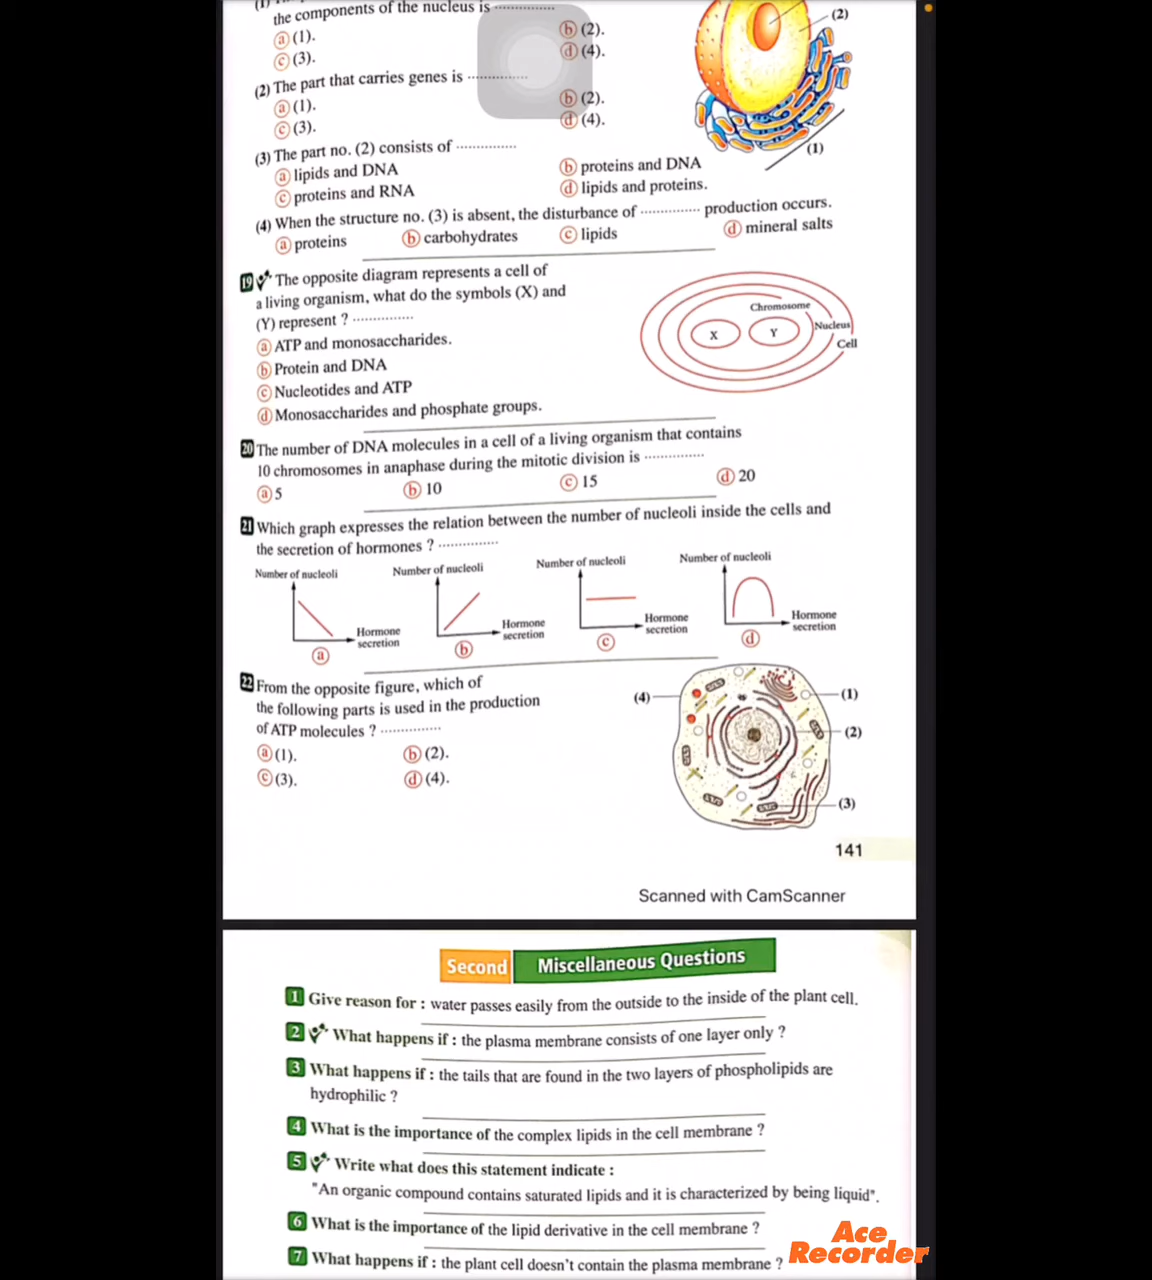 the components of the nucleus is ..............
ⓐ (1).
ⓑ (2).
ⓒ (3).
ⓓ (4).
(2) The part that carries genes is ..............
ⓐ (1).
ⓑ (2).
ⓒ (3).
ⓓ (4).
(3) The part no. (2) consists of ..............
ⓐ lipids and DNA
ⓑ proteins and DNA
ⓒ proteins and RNA
ⓓ lipids and proteins.
(4) When the structure no. (3) is absent, the disturbance of .............. production occurs.
ⓐ proteins
ⓑ carbohydrates
ⓒ lipids
ⓓ mineral salts
(2)
(1)
19 The opposite diagram represents a cell of
a living organism, what do the symbols (X) and
(Y) represent ? ..............
ⓐ ATP and monosaccharides.
ⓑ Protein and DNA
ⓒ Nucleotides and ATP
ⓓ Monosaccharides and phosphate groups.
Chromosome
X
Y
Nucleus
Cell
20 The number of DNA molecules in a cell of a living organism that contains
10 chromosomes in anaphase during the mitotic division is ..............
ⓐ 5
ⓑ 10
ⓒ 15
ⓓ 20
21 Which graph expresses the relation between the number of nucleoli inside the cells and
the secretion of hormones ? ..............
Number of nucleoli
Hormone
secretion
ⓐ
Number of nucleoli
Hormone
secretion
ⓑ
Number of nucleoli
Hormone
secretion
ⓒ
Number of nucleoli
Hormone
secretion
ⓓ
22 From the opposite figure, which of
the following parts is used in the production
of ATP molecules ? ..............
ⓐ (1).
ⓑ (2).
ⓒ (3).
ⓓ (4).
(4)
(1)
(2)
(3)
141
Scanned with CamScanner
Second Miscellaneous Questions
1 Give reason for : water passes easily from the outside to the inside of the plant cell.
2 What happens if : the plasma membrane consists of one layer only ?
3 What happens if : the tails that are found in the two layers of phospholipids are
hydrophilic ?
4 What is the importance of the complex lipids in the cell membrane ?
5 Write what does this statement indicate :
"An organic compound contains saturated lipids and it is characterized by being liquid".
6 What is the importance of the lipid derivative in the cell membrane ?
7 What happens if : the plant cell doesn't contain the plasma membrane ?
Ace
Recorder